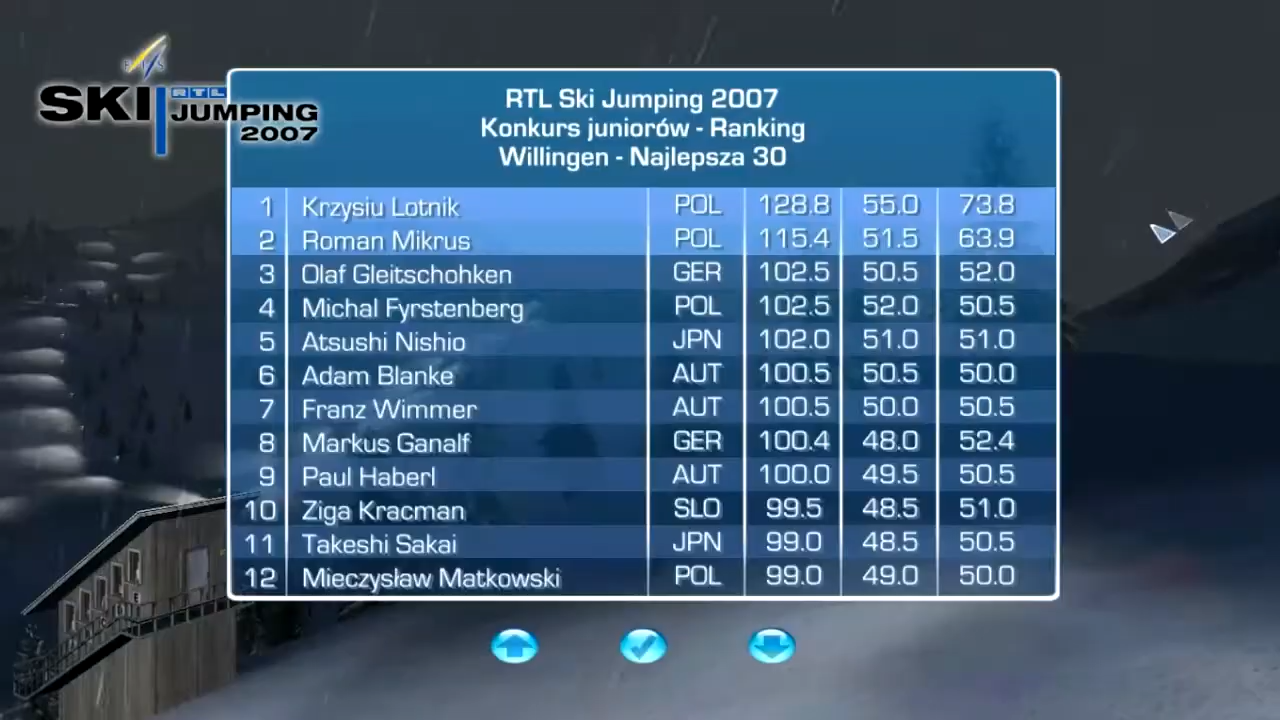 FIS
SKI RTL JUMPING 2007
RTL Ski Jumping 2007
Konkurs juniorów - Ranking
Willingen - Najlepsza 30
1 Krzysiu Lotnik POL 128.8 55.0 73.8
2 Roman Mikrus POL 115.4 51.5 63.9
3 Olaf Gleitschohken GER 102.5 50.5 52.0
4 Michal Fyrstenberg POL 102.5 52.0 50.5
5 Atsushi Nishio JPN 102.0 51.0 51.0
6 Adam Blanke AUT 100.5 50.5 50.0
7 Franz Wimmer AUT 100.5 50.0 50.5
8 Markus Ganalf GER 100.4 48.0 52.4
9 Paul Haberl AUT 100.0 49.5 50.5
10 Ziga Kracman SLO 99.5 48.5 51.0
11 Takeshi Sakai JPN 99.0 48.5 50.5
12 Mieczysław Matkowski POL 99.0 49.0 50.0